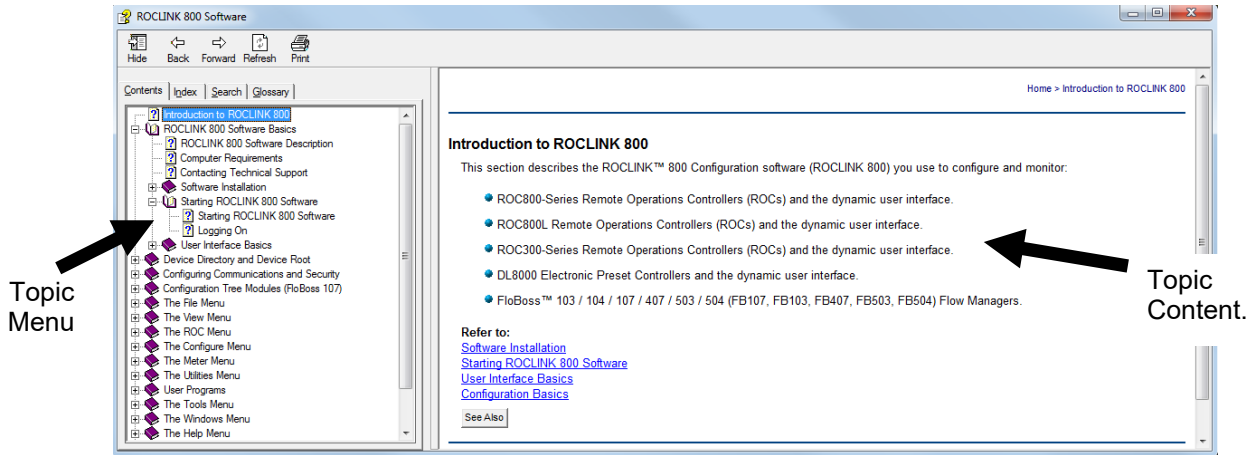 ROCLINK 800 Software
Hide Back Forward Refresh Print
Contents Index Search Glossary
Introduction to ROCLINK 800
ROCLINK 800 Software Basics
ROCLINK 800 Software Description
Computer Requirements
Contacting Technical Support
Software Installation
Starting ROCLINK 800 Software
Starting ROCLINK 800 Software
Logging On
User Interface Basics
Device Directory and Device Root
Configuring Communications and Security
Configuration Tree Modules (FloBoss 107)
The File Menu
The View Menu
The ROC Menu
The Configure Menu
The Meter Menu
The Utilities Menu
User Programs
The Tools Menu
The Windows Menu
The Help Menu
Topic
Menu
Home > Introduction to ROCLINK 800
Introduction to ROCLINK 800
This section describes the ROCLINK™ 800 Configuration software (ROCLINK 800) you use to configure and monitor:
ROC800-Series Remote Operations Controllers (ROCs) and the dynamic user interface.
ROC800L Remote Operations Controllers (ROCs) and the dynamic user interface.
ROC300-Series Remote Operations Controllers (ROCs) and the dynamic user interface.
DL8000 Electronic Preset Controllers and the dynamic user interface.
FloBoss™ 103 / 104 / 107 / 407 / 503 / 504 (FB107, FB103, FB407, FB503, FB504) Flow Managers.
Refer to:
Software Installation
Starting ROCLINK 800 Software
User Interface Basics
Configuration Basics
See Also
Topic
Content.